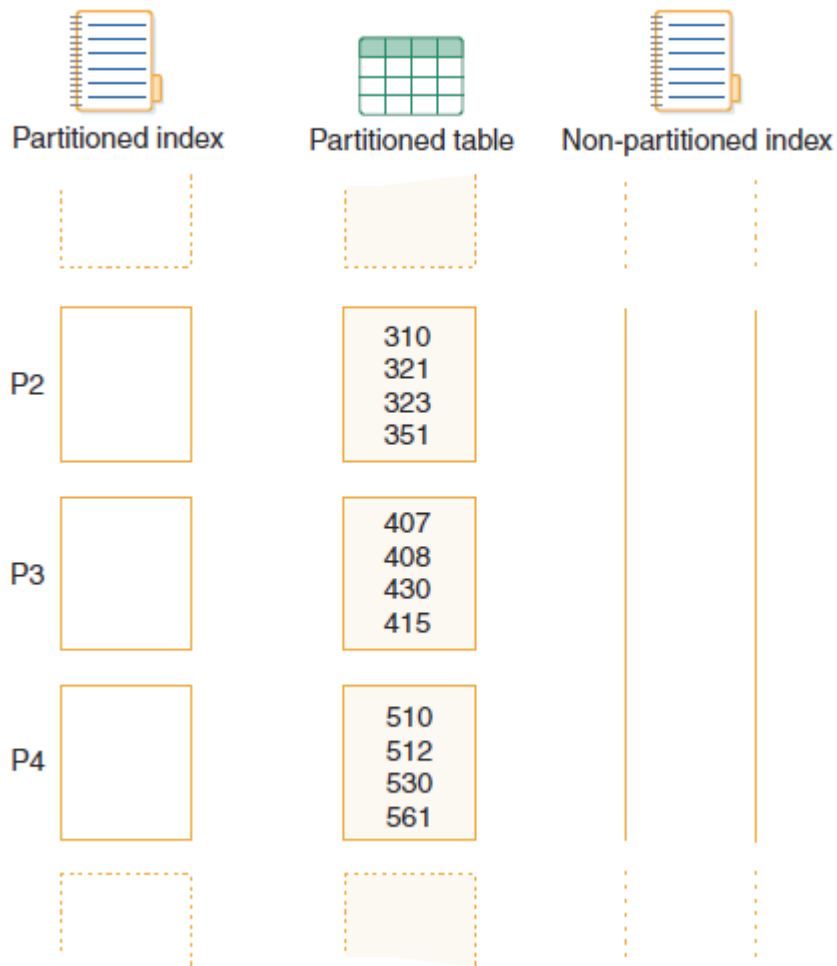 Partitioned index
Partitioned table
Non-partitioned index
P2
310
321
323
351
P3
407
408
430
415
P4
510
512
530
561